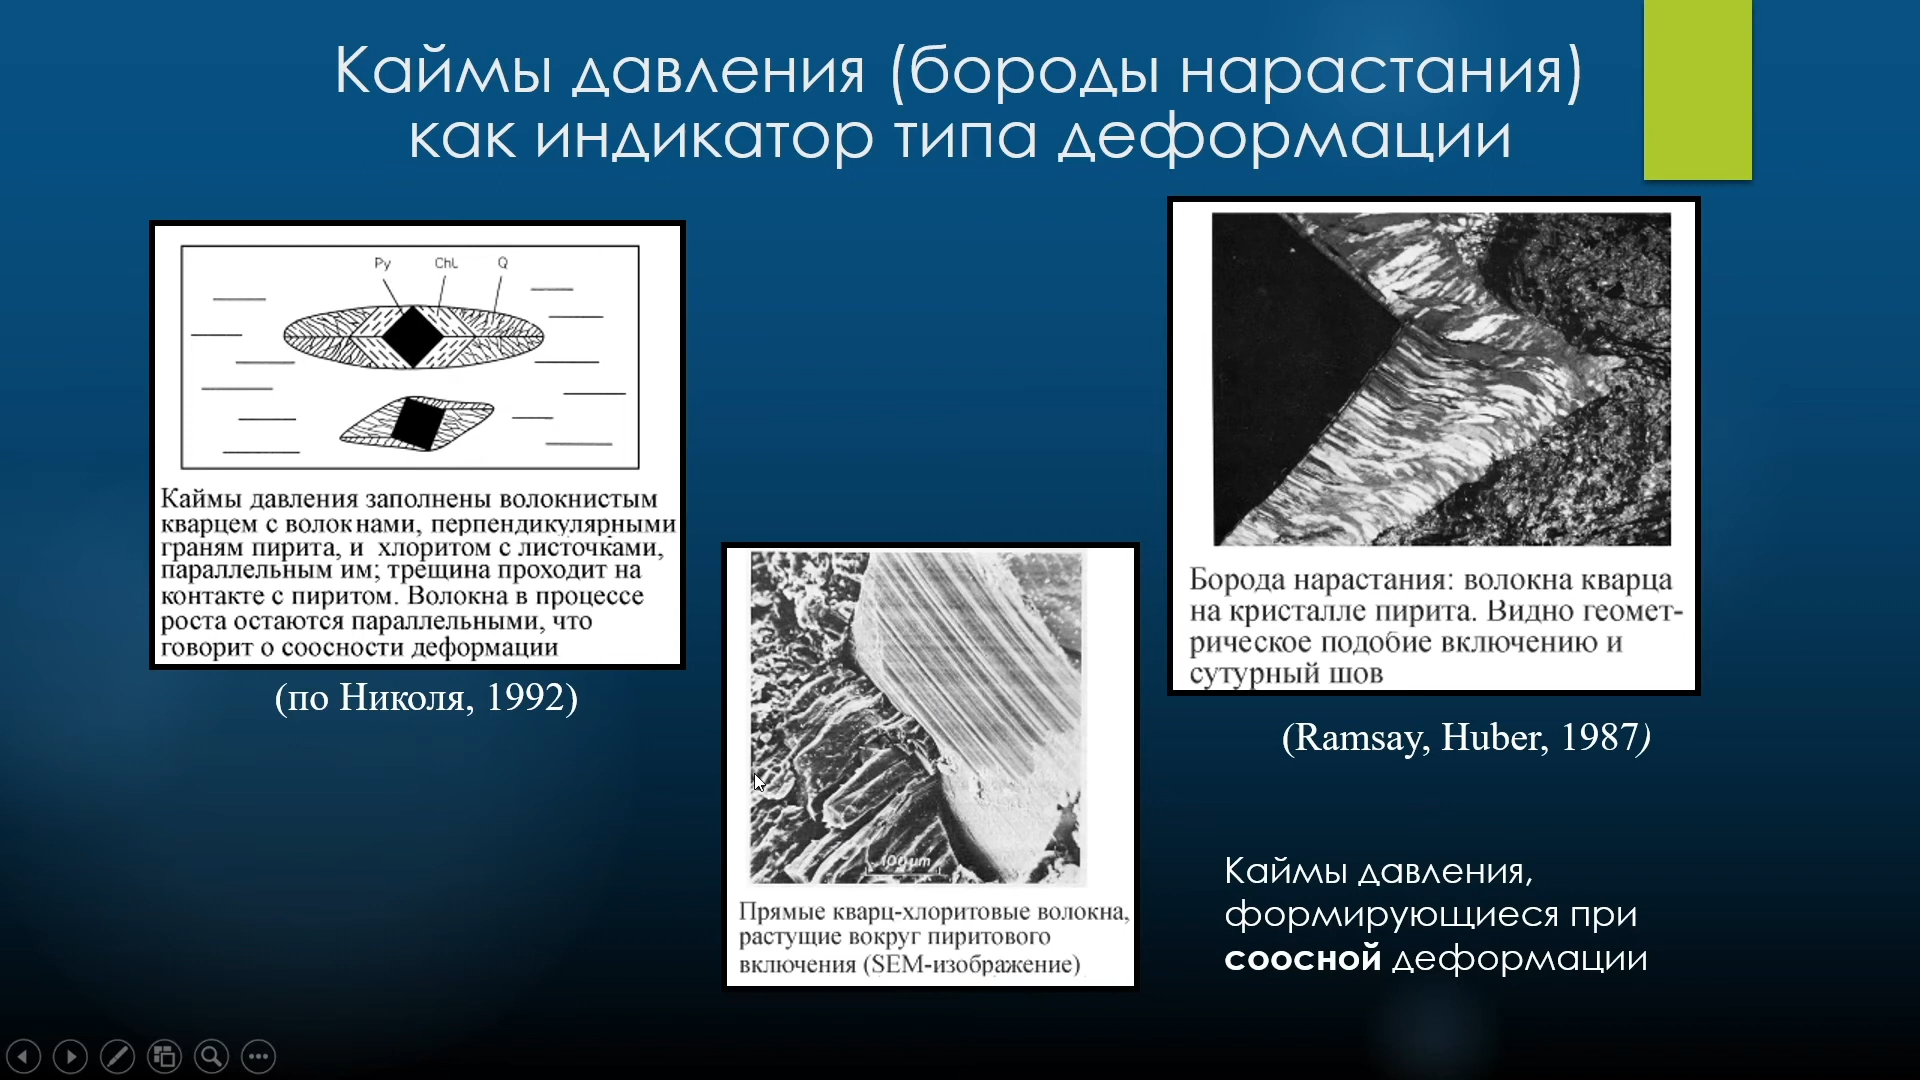 Каймы давления (бороды нарастания)
как индикатор типа деформации
Py
Chl
Q
Каймы давления заполнены волокнистым
кварцем с волокнами, перпендикулярными
граням пирита, и хлоритом с листочками,
параллельным им; трещина проходит на
контакте с пиритом. Волокна в процессе
роста остаются параллельными, что
говорит о соосности деформации
(по Николя, 1992)
100 μm
Прямые кварц-хлоритовые волокна,
растущие вокруг пиритового
включения (SEM-изображение)
Борода нарастания: волокна кварца
на кристалле пирита. Видно геомет-
рическое подобие включению и
сутурный шов
(Ramsay, Huber, 1987)
Каймы давления,
формирующиеся при
соосной деформации